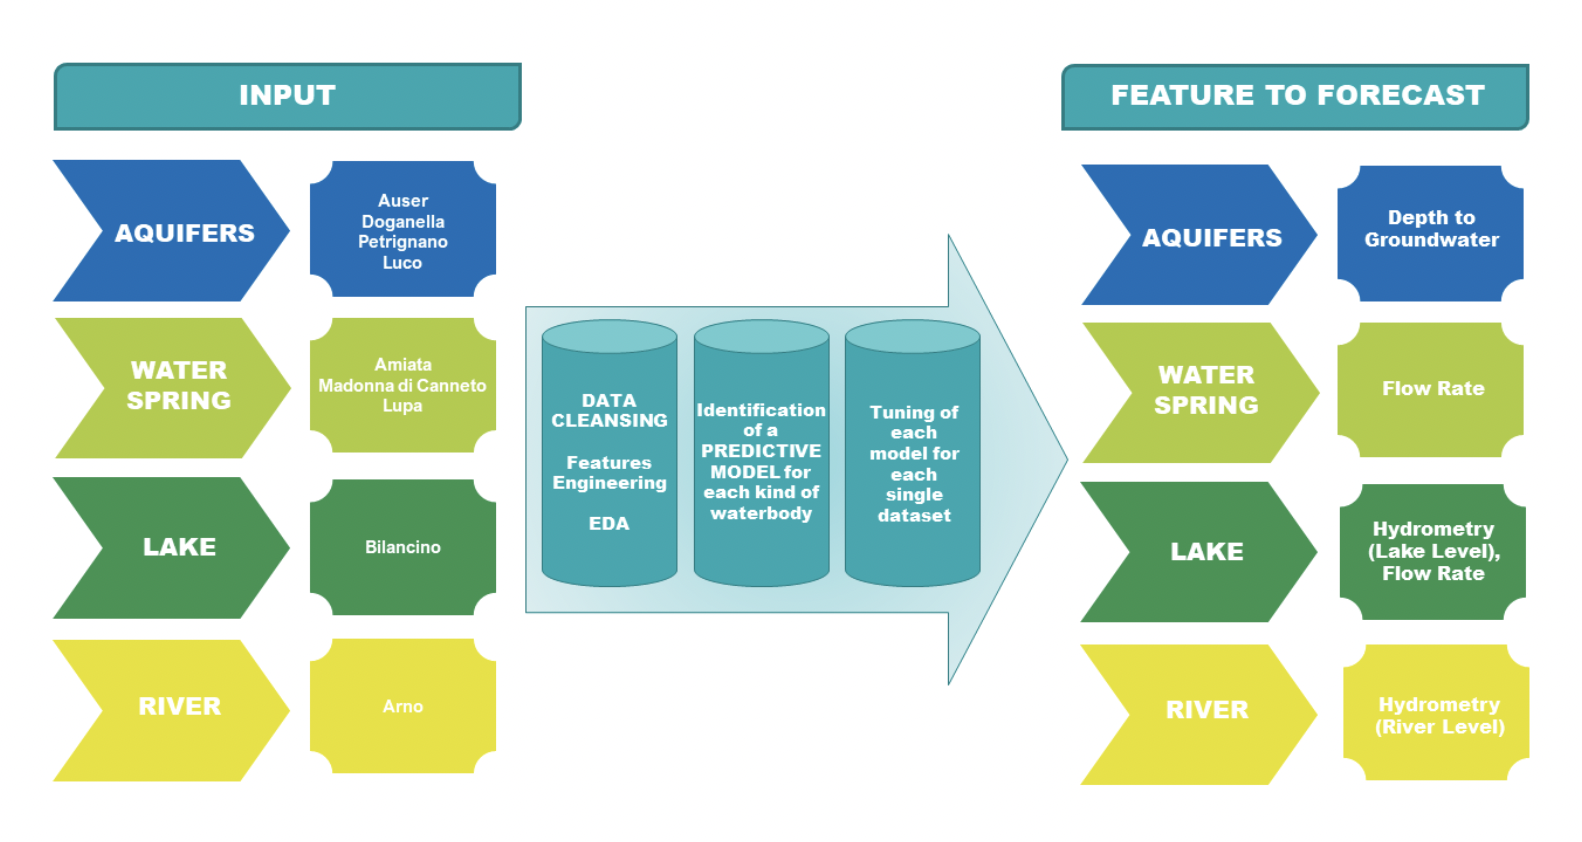 INPUT
AQUIFERS
Auser
Doganella
Petrignano
Luco
WATER
SPRING
Amiata
Madonna di Canneto
Lupa
LAKE
Bilancino
RIVER
Arno
DATA
CLEANSING
Features
Engineering
EDA
Identification
of a
PREDICTIVE
MODEL for
each kind of
waterbody
Tuning of
each
model for
each
single
dataset
FEATURE TO FORECAST
AQUIFERS
Depth to
Groundwater
WATER
SPRING
Flow Rate
LAKE
Hydrometry
(Lake Level),
Flow Rate
RIVER
Hydrometry
(River Level)